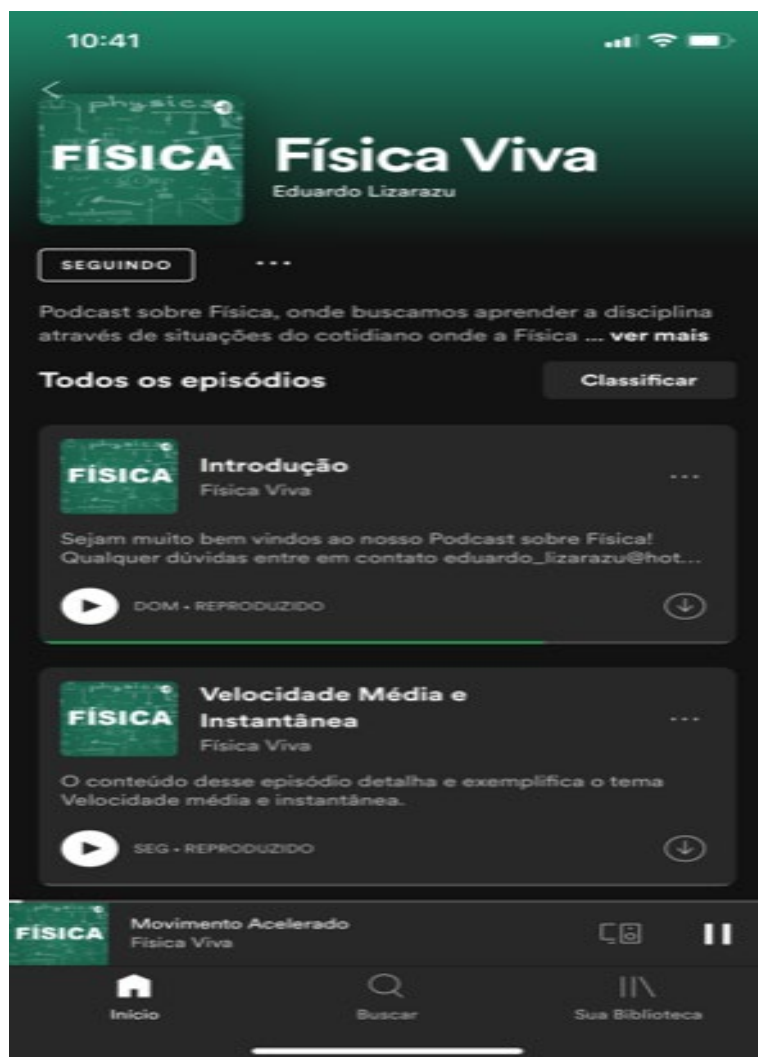 10:41
physics
FÍSICA
Física Viva
Eduardo Lizarazu
SEGUINDO
Podcast sobre Física, onde buscamos aprender a disciplina
através de situações do cotidiano onde a Física ... ver mais
Todos os episódios
Classificar
FÍSICA
Introdução
Física Viva
Sejam muito bem vindos ao nosso Podcast sobre Física!
Qualquer dúvidas entre em contato eduardo_lizarazu@hot...
DOM • REPRODUZIDO
FÍSICA
Velocidade Média e
Instantânea
Física Viva
O conteúdo desse episódio detalha e exemplifica o tema
Velocidade média e instantânea.
SEG • REPRODUZIDO
FÍSICA
Movimento Acelerado
Física Viva
Início
Buscar
Sua Biblioteca